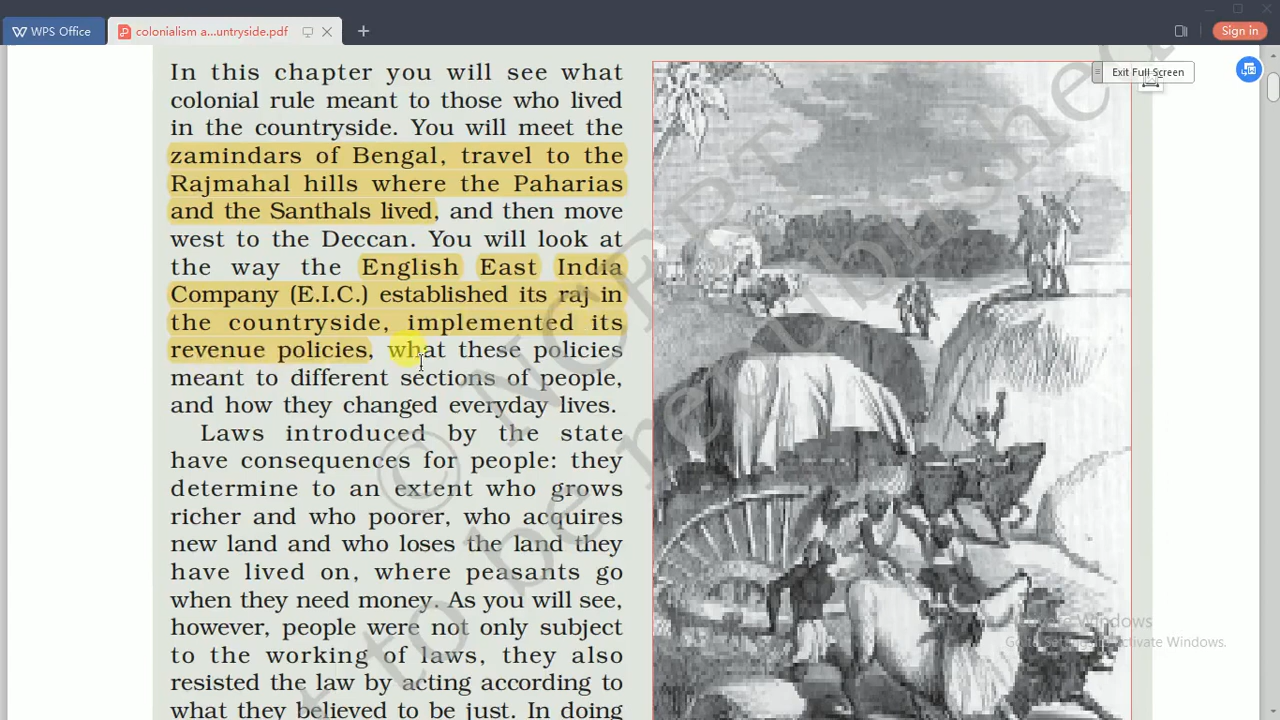 WPS Office
colonialism a...untryside.pdf
Sign in
Exit Full Screen
In this chapter you will see what
colonial rule meant to those who lived
in the countryside. You will meet the
zamindars of Bengal, travel to the
Rajmahal hills where the Paharias
and the Santhals lived, and then move
west to the Deccan. You will look at
the way the English East India
Company (E.I.C.) established its raj in
the countryside, implemented its
revenue policies, what these policies
meant to different sections of people,
and how they changed everyday lives.
Laws introduced by the state
have consequences for people: they
determine to an extent who grows
richer and who poorer, who acquires
new land and who loses the land they
have lived on, where peasants go
when they need money. As you will see,
however, people were not only subject
to the working of laws, they also
resisted the law by acting according to
what they believed to be just. In doing
© NCERT
not to be republished
Windows
Activate Windows.